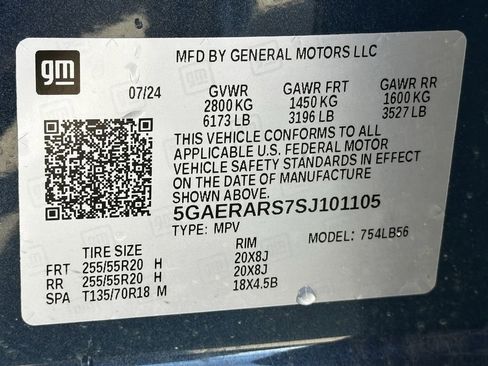 gm
MFD BY GENERAL MOTORS LLC
07/24 GVWR GAWR FRT GAWR RR
2800 KG 1450 KG 1600 KG
6173 LB 3196 LB 3527 LB
THIS VEHICLE CONFORMS TO ALL
APPLICABLE U.S. FEDERAL MOTOR
VEHICLE SAFETY STANDARDS IN EFFECT
ON THE DATE OF MANUFACTURE
SHOWN ABOVE.
5GAERARS7SJ101105
TYPE: MPV MODEL: 754LB56
TIRE SIZE RIM
FRT 255/55R20 H 20X8J
RR 255/55R20 H 20X8J
SPA T135/70R18 M 18X4.5B